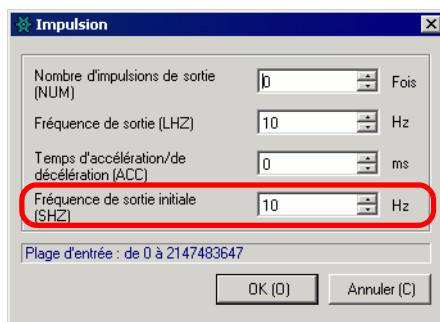 Impulsion
Nombre d'impulsions de sortie
(NUM)
0
Fois
Fréquence de sortie (LHZ)
10
Hz
Temps d'accélération/de
décélération (ACC)
0
ms
Fréquence de sortie initiale
(SHZ)
10
Hz
Plage d'entrée : de 0 à 2147483647
OK (O)
Annuler (C)